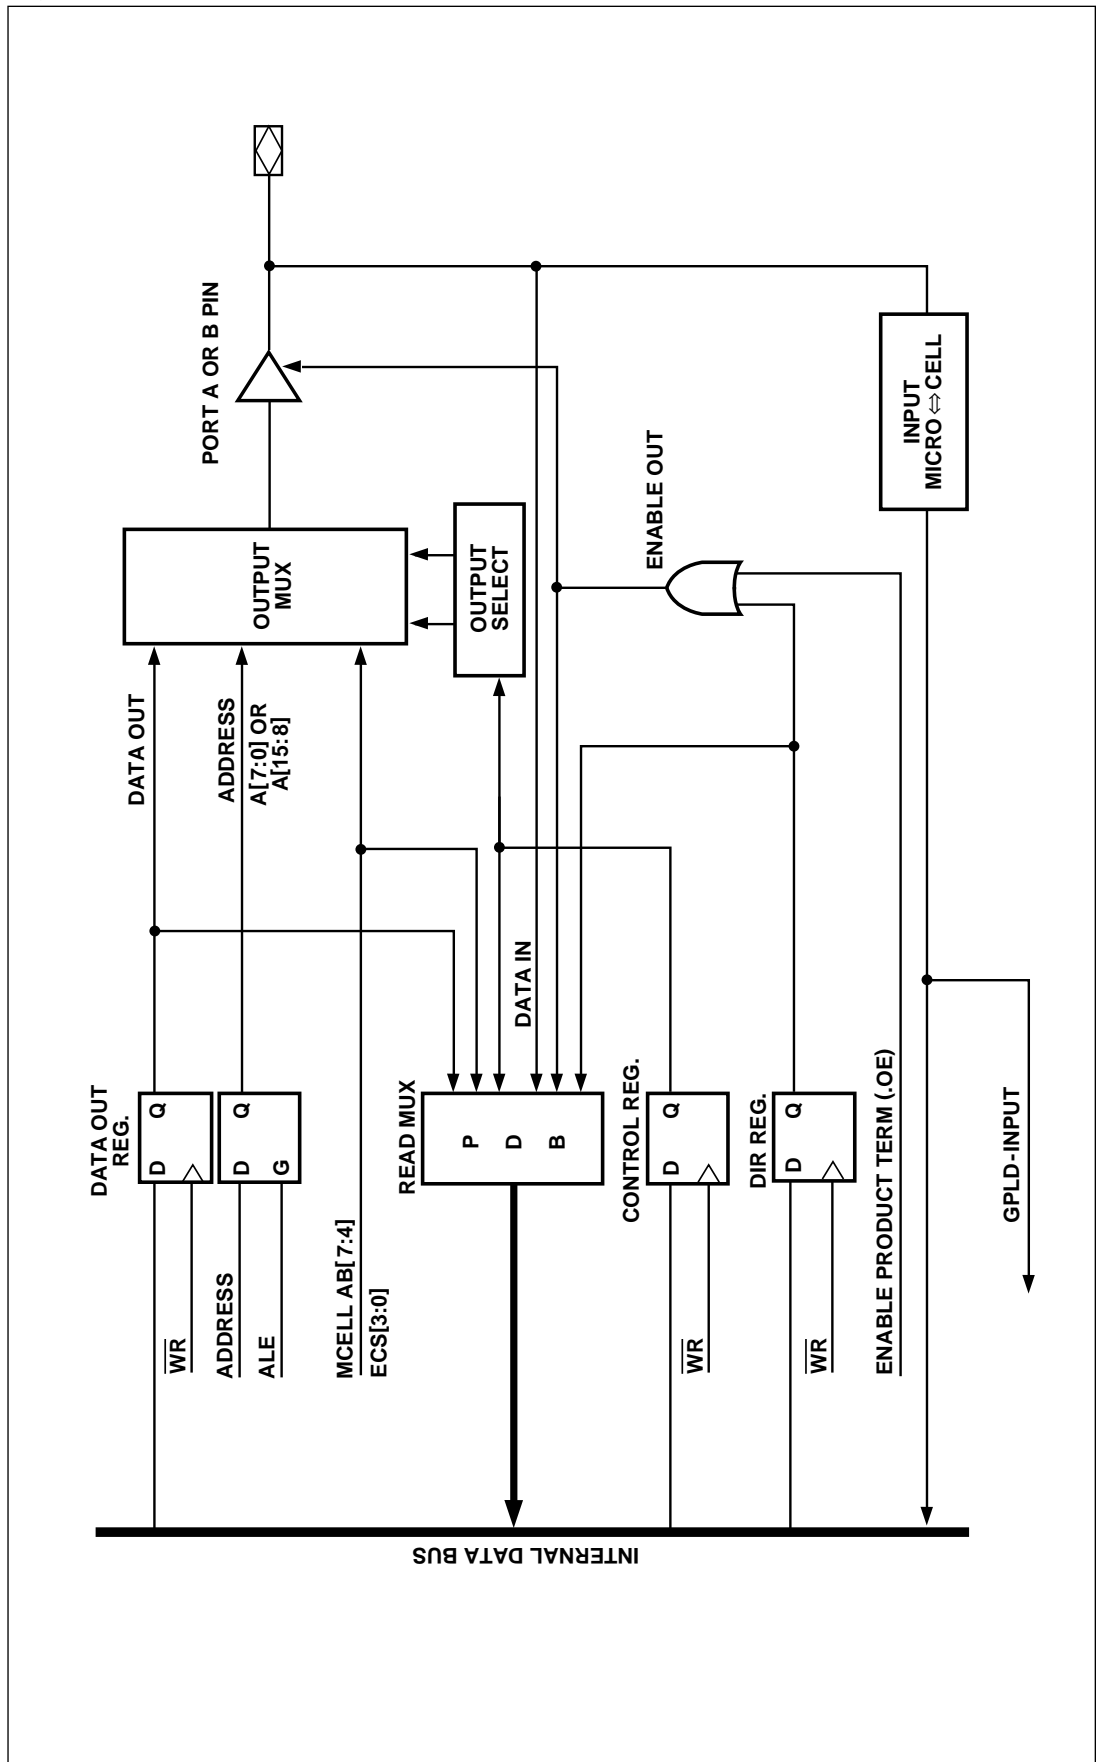 INTERNAL DATA BUS
DATA OUT
REG.
D
Q
WR
ADDRESS
D
Q
ALE
G
MCELL AB[7:4]
ECS[3:0]
READ MUX
P
D
B
CONTROL REG.
D
Q
WR
DIR REG.
D
Q
WR
ENABLE PRODUCT TERM (.OE)
GPLD-INPUT
DATA OUT
ADDRESS
A[7:0] OR
A[15:8]
DATA IN
OUTPUT
MUX
OUTPUT
SELECT
ENABLE OUT
PORT A OR B PIN
INPUT
MICRO⇔CELL